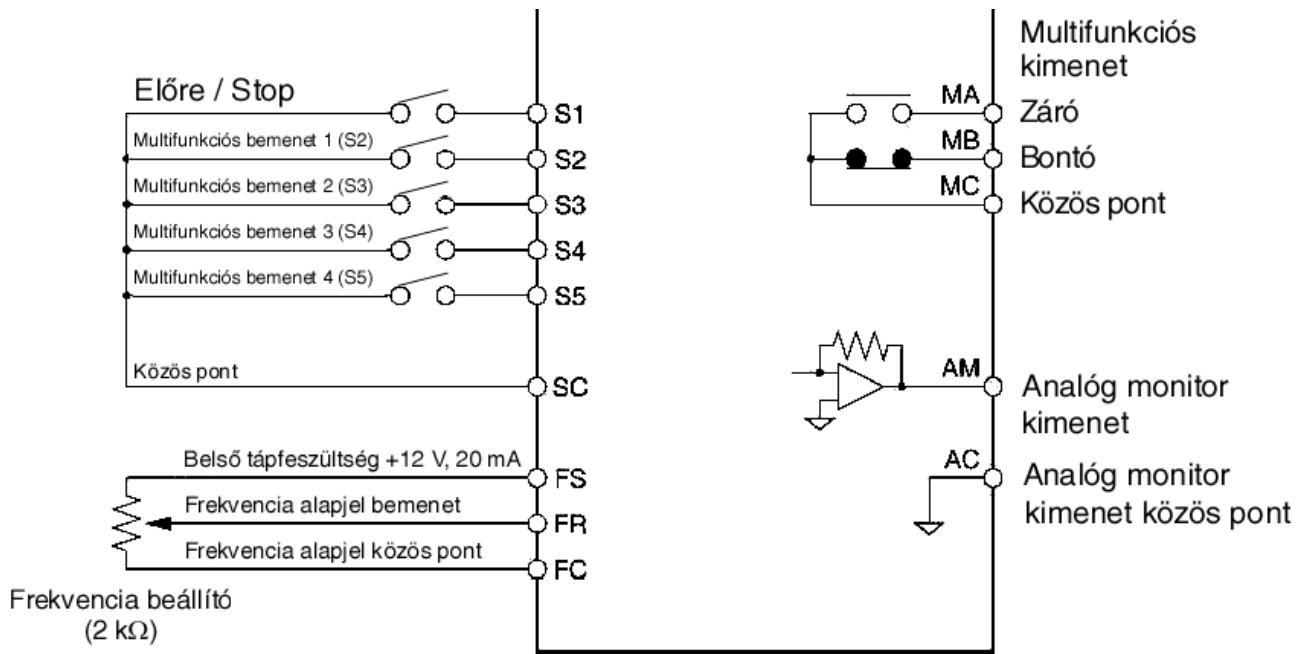 Előre / Stop
S1
Multifunkciós bemenet 1 (S2)
S2
Multifunkciós bemenet 2 (S3)
S3
Multifunkciós bemenet 3 (S4)
S4
Multifunkciós bemenet 4 (S5)
S5
Közös pont
SC
Belső tápfeszültség +12 V, 20 mA
FS
Frekvencia alapjel bemenet
FR
Frekvencia alapjel közös pont
FC
Frekvencia beállító
(2 kΩ)
Multifunkciós
kimenet
MA
Záró
MB
Bontó
MC
Közös pont
AM
Analóg monitor
kimenet
AC
Analóg monitor
kimenet közös pont